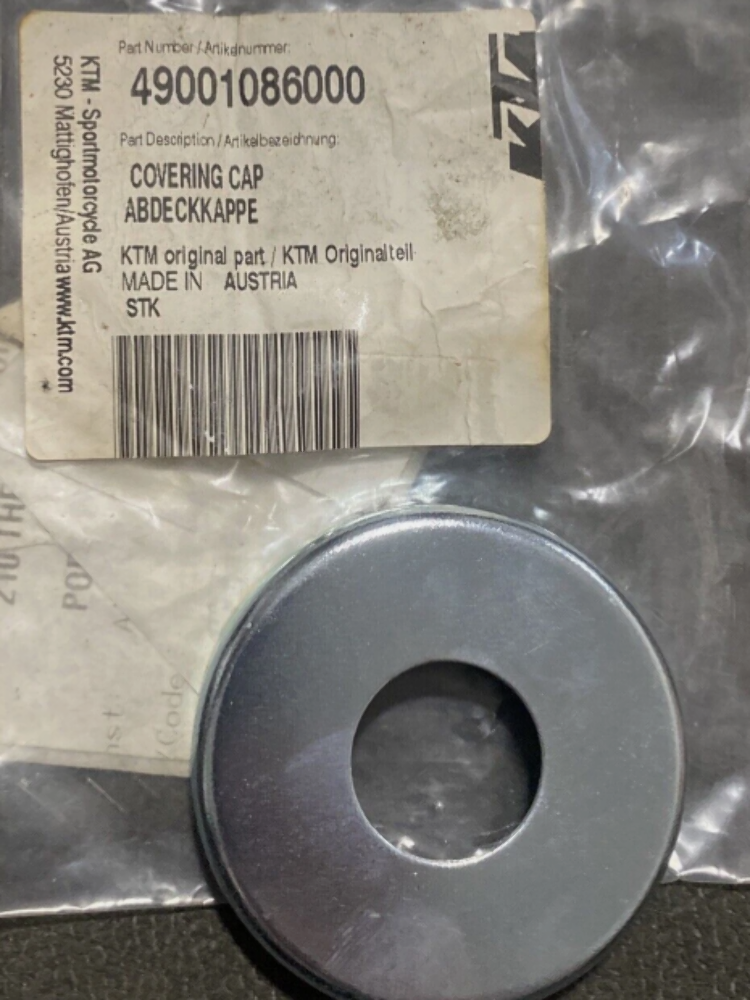 Part Number / Artikelnummer:
49001086000
KTM
Part Description / Artikelbezeichnung:
COVERING CAP
ABDECKKAPPE
KTM original part / KTM Originalteil
MADE IN AUSTRIA
STK
KTM - Sportmotorcycle AG
5230 Mattighofen/Austria www.ktm.com
Code